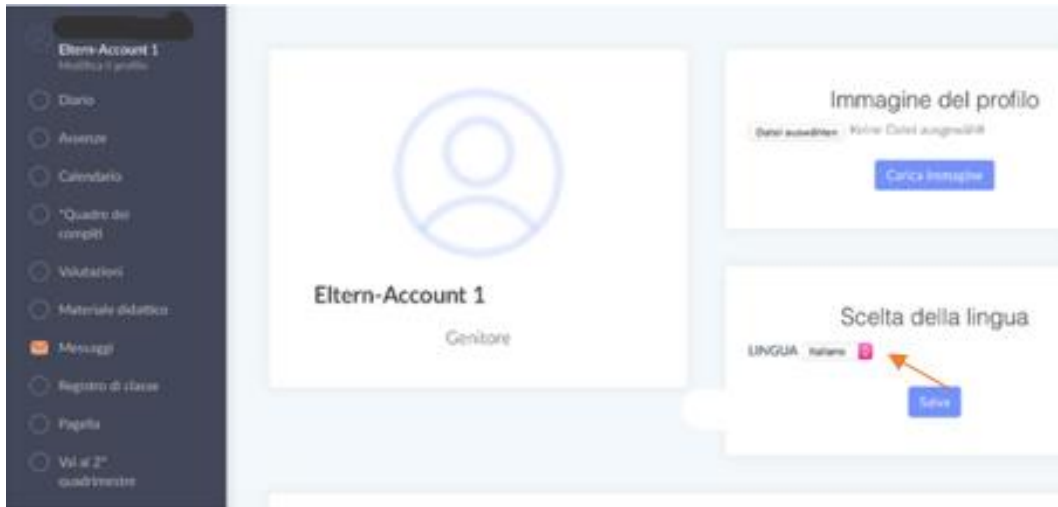 Eltern-Account 1
Modifica il profilo
Diario
Assenze
Calendario
"Quadro dei
compiti
Valutazioni
Materiale didattico
Messaggi
Registro di classe
Pagella
Vai al 2°
quadrimestre
Eltern-Account 1
Genitore
Immagine del profilo
Datei auswählen Keine Datei ausgewählt
Carica immagine
Scelta della lingua
LINGUA Italiano
Salva